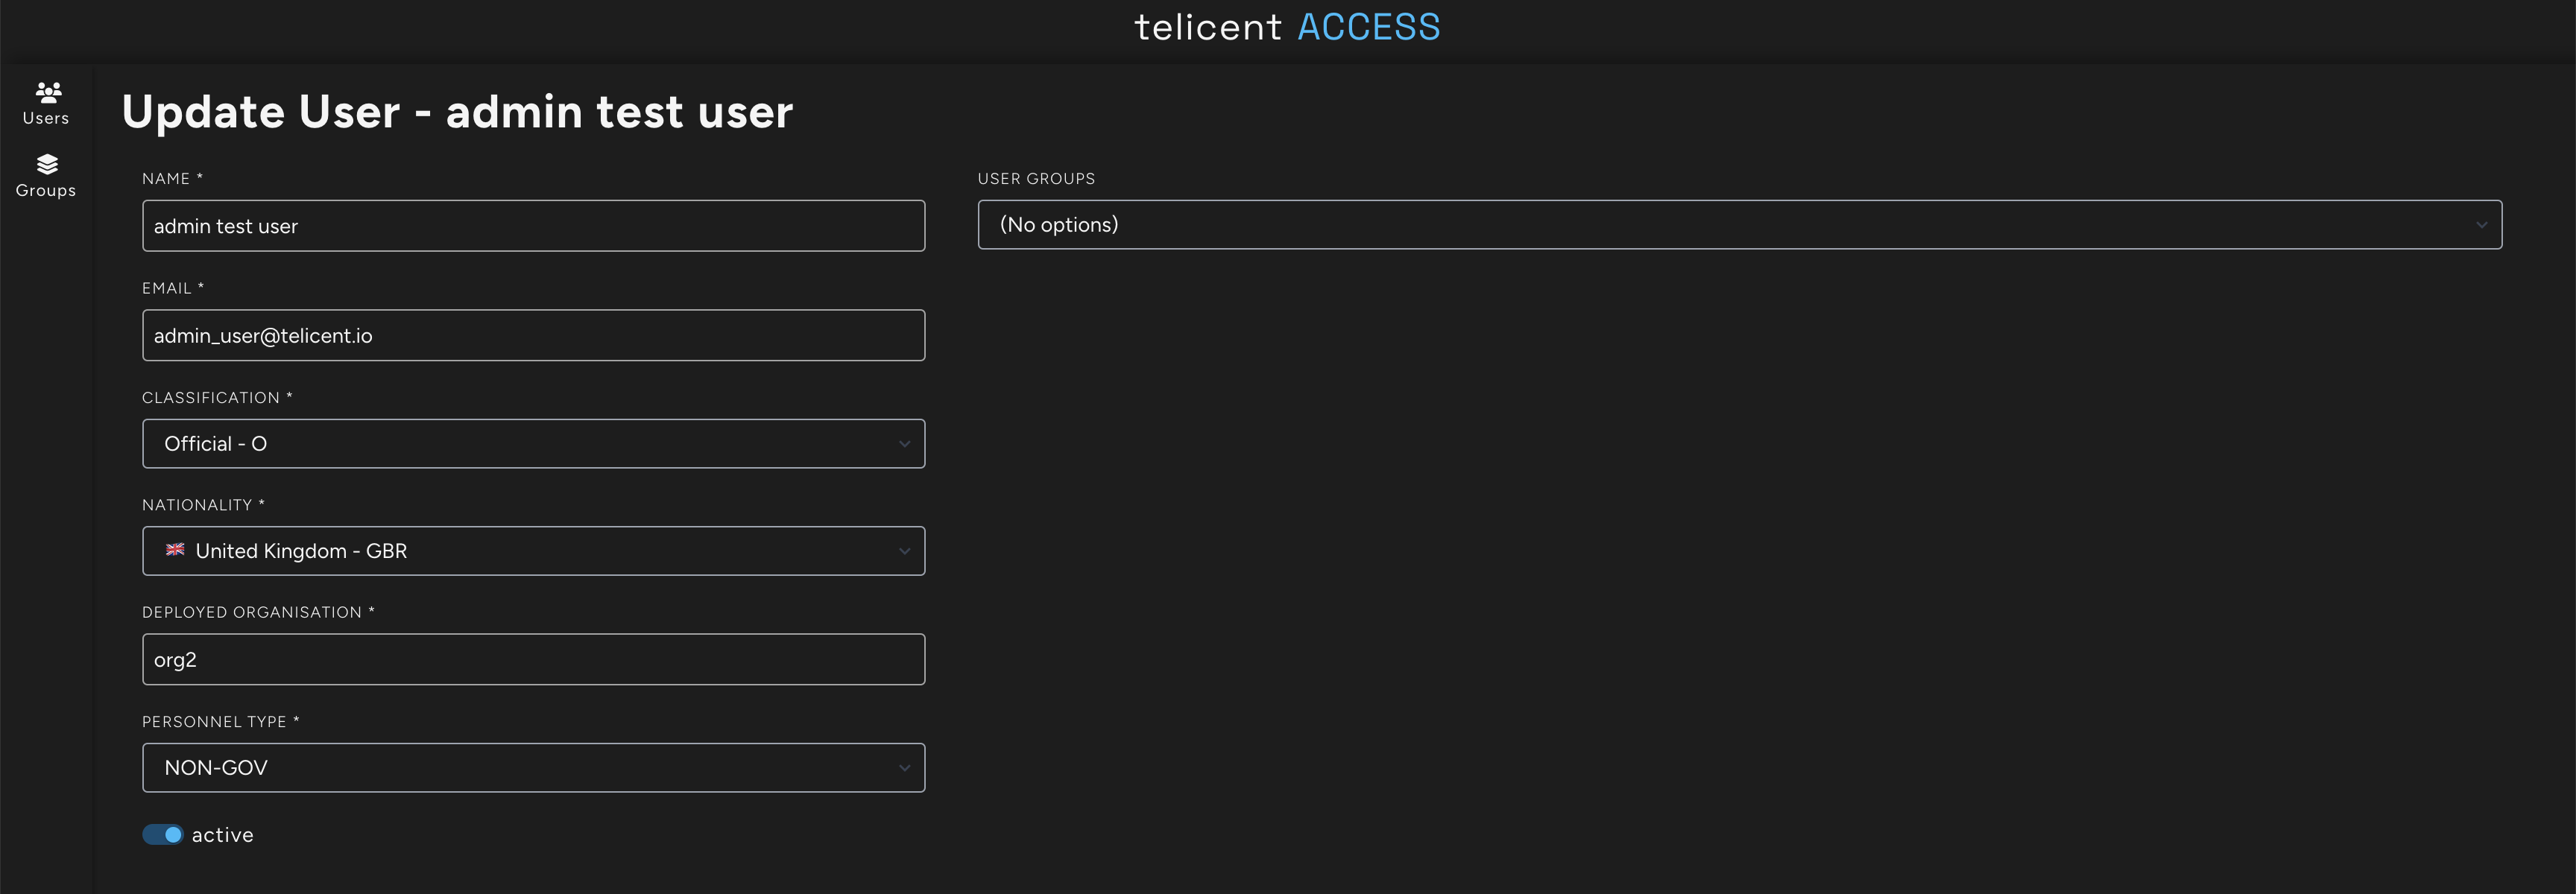 telicent ACCESS
Users
Groups
Update User - admin test user
NAME *
admin test user
EMAIL *
admin_user@telicent.io
CLASSIFICATION *
Official - O
NATIONALITY *
United Kingdom - GBR
DEPLOYED ORGANISATION *
org2
PERSONNEL TYPE *
NON-GOV
active
USER GROUPS
(No options)